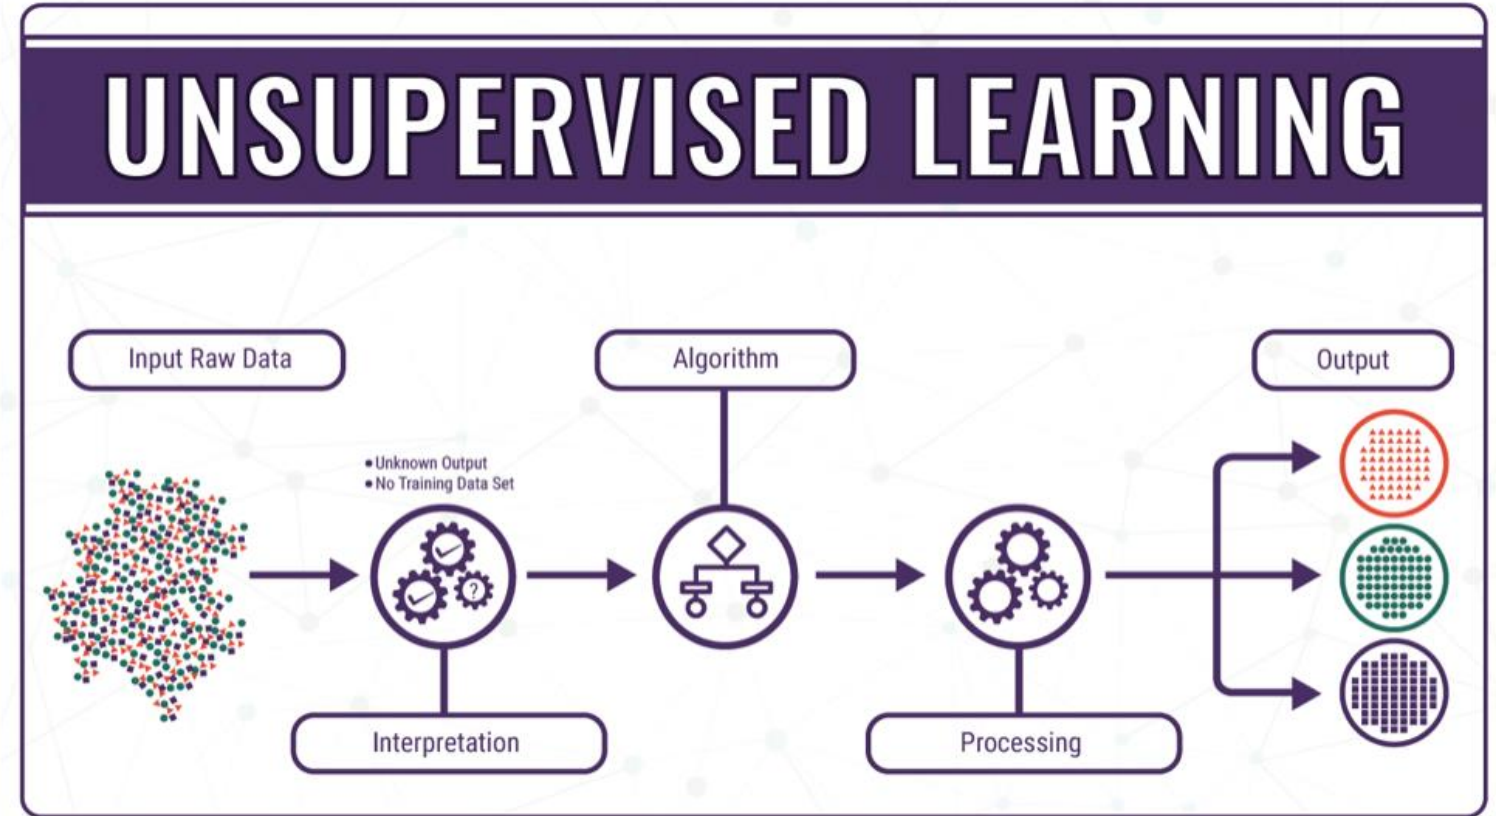 UNSUPERVISED LEARNING
Input Raw Data
Algorithm
Output
• Unknown Output
• No Training Data Set
?
Interpretation
Processing